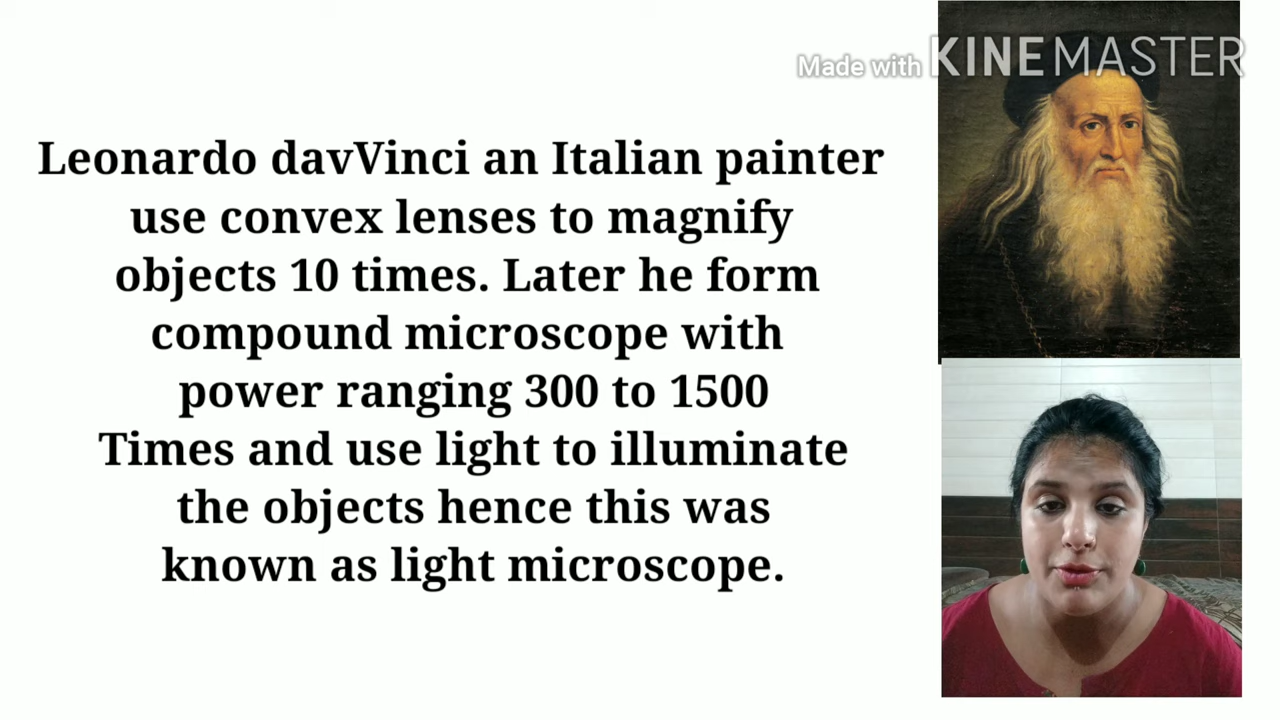 Made with KINEMASTER
Leonardo davVinci an Italian painter
use convex lenses to magnify
objects 10 times. Later he form
compound microscope with
power ranging 300 to 1500
Times and use light to illuminate
the objects hence this was
known as light microscope.